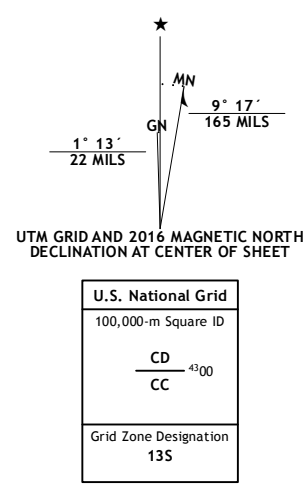 ★
MN
GN
9° 17´
165 MILS
1° 13´
22 MILS
UTM GRID AND 2016 MAGNETIC NORTH
DECLINATION AT CENTER OF SHEET
U.S. National Grid
100,000-m Square ID
CD
4300
CC
Grid Zone Designation
13S